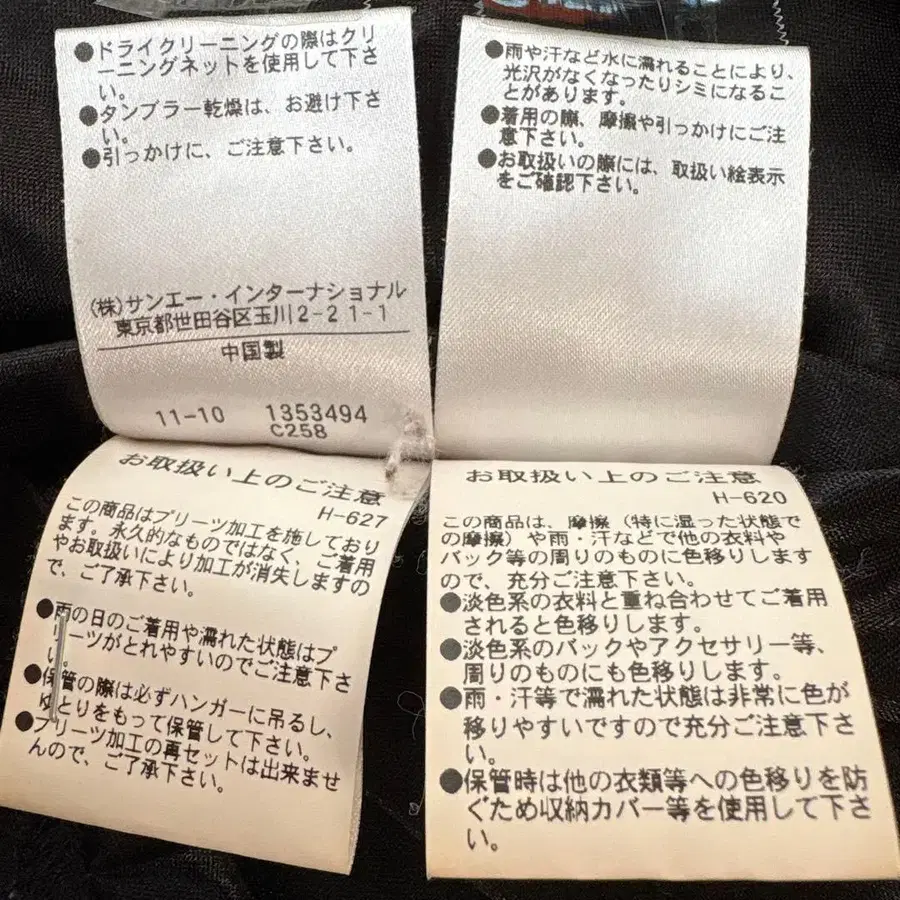 ●ドライクリーニングの際はクリ
ーニングネットを使用して下さ
い。
●タンブラー乾燥は、お避け下さ
い。
●引っかけに、ご注意下さい。
(株)サンエー・インターナショナル
東京都世田谷区玉川2-21-1
中国製
11-10 1353494
C258
●雨や汗など水に濡れることにより、
光沢がなくなったりシミになるこ
とがあります。
●着用の際、摩擦や引っかけにご注
意下さい。
●お取扱いの際には、取扱い絵表示
をご確認下さい。
お取扱い上のご注意
H-627
この商品はプリーツ加工を施しており
ます。永久的なものではなく、ご着用
やお取扱いにより加工が消失しますの
で、ご了承下さい。
●雨の日のご着用や濡れた状態はプ
リーツがとれやすいのでご注意下さ
い。
●保管の際は必ずハンガーに吊るし、
ゆとりをもって保管して下さい。
●プリーツ加工の再セットは出来ませ
んので、ご了承下さい。
お取扱い上のご注意
H-620
この商品は、摩擦（特に湿った状態で
の摩擦）や雨・汗などで他の衣料や
バック等の周りのものに色移りします
ので、充分ご注意下さい。
●淡色系の衣料と重ね合わせてご着用
されると色移りします。
●淡色系のバックやアクセサリー等、
周りのものにも色移りします。
●雨・汗等で濡れた状態は非常に色が
移りやすいですので充分ご注意下さ
い。
●保管時は他の衣類等への色移りを防
ぐため収納カバー等を使用して下さ
い。